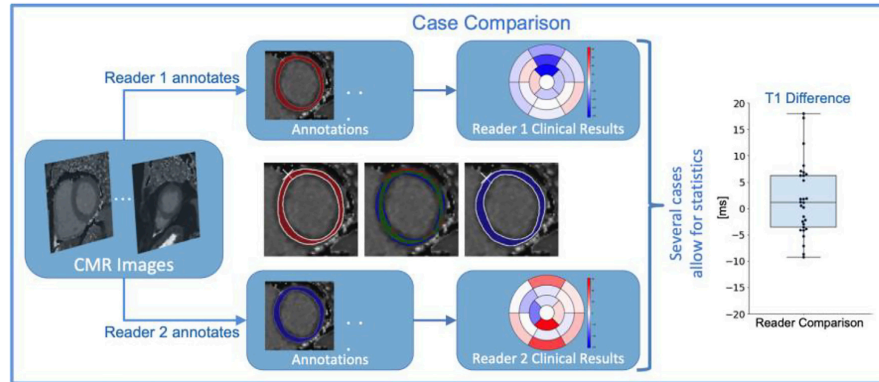 Case Comparison
Reader 1 annotates
Annotations
Reader 1 Clinical Results
CMR Images
Reader 2 annotates
Annotations
Reader 2 Clinical Results
Several cases
allow for statistics
T1 Difference
[ms]
20
15
10
5
0
−5
−10
−15
−20
Reader Comparison